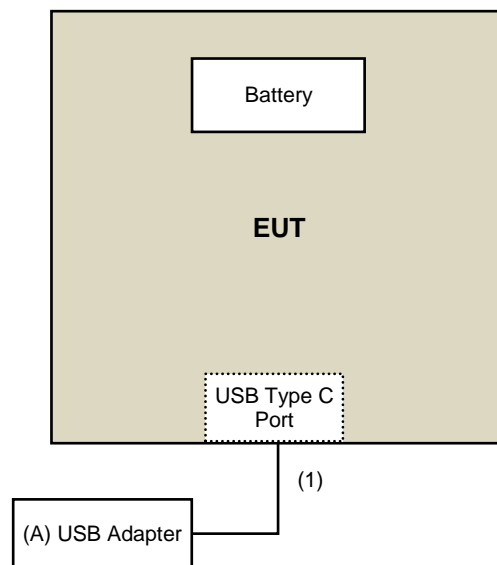 Battery
EUT
USB Type C
Port
(1)
(A) USB Adapter